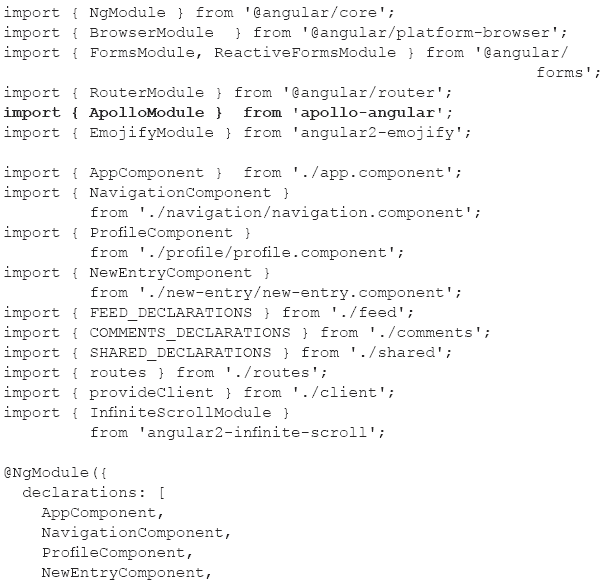 import { NgModule } from '@angular/core';
import { BrowserModule  } from '@angular/platform-browser';
import { FormsModule, ReactiveFormsModule } from '@angular/
forms';
import { RouterModule } from '@angular/router';
import { ApolloModule }  from 'apollo-angular';
import { EmojifyModule } from 'angular2-emojify';

import { AppComponent }  from './app.component';
import { NavigationComponent }
         from './navigation/navigation.component';
import { ProfileComponent }
         from './profile/profile.component';
import { NewEntryComponent }
         from './new-entry/new-entry.component';
import { FEED_DECLARATIONS } from './feed';
import { COMMENTS_DECLARATIONS } from './comments';
import { SHARED_DECLARATIONS } from './shared';
import { routes } from './routes';
import { provideClient } from './client';
import { InfiniteScrollModule }
         from 'angular2-infinite-scroll';

@NgModule({
  declarations: [
    AppComponent,
    NavigationComponent,
    ProfileComponent,
    NewEntryComponent,